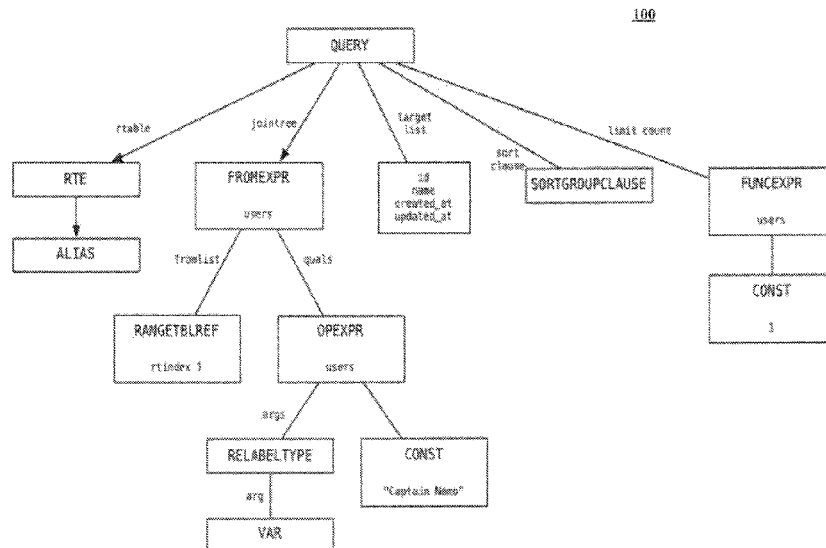 100
QUERY
rtable
jointree
target
list
sort
clause
limit count
RTE
FROMEXPR
users
id
name
created_at
updated_at
SORTGROUPCLAUSE
FUNCEXPR
users
ALIAS
fromlist
quals
CONST
1
RANGETBLREF
rtindex 1
OPEXPR
users
args
RELABELTYPE
CONST
"Captain Nemo"
arg
VAR